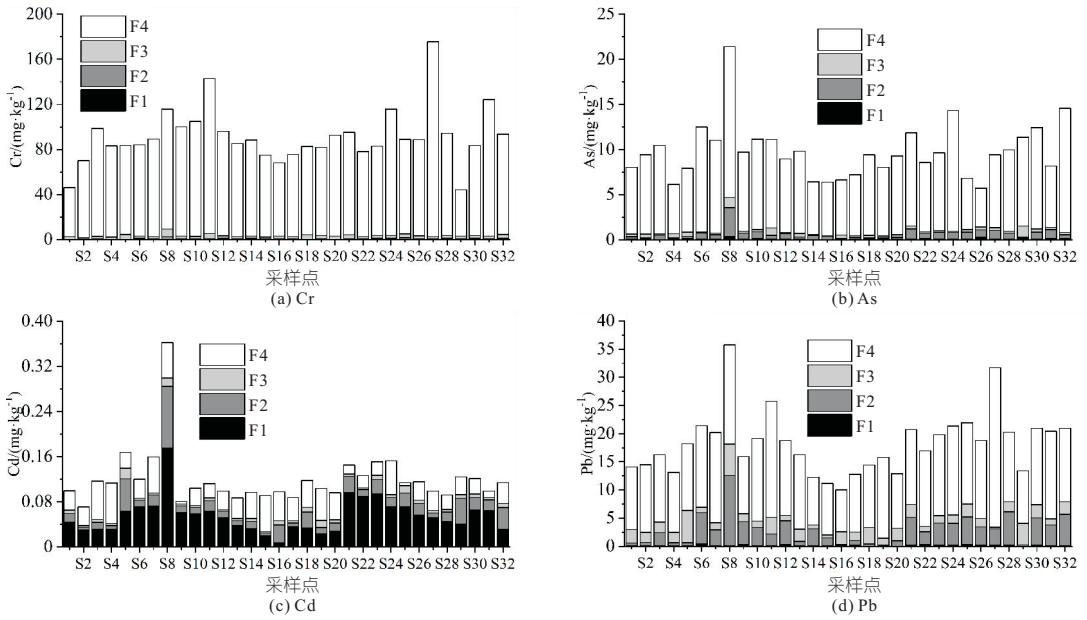 200
160
120
80
40
0
Cr/(mg·kg⁻¹)
F4
F3
F2
F1
S2 S4 S6 S8 S10 S12 S14 S16 S18 S20 S22 S24 S26 S28 S30 S32
采样点
(a) Cr
25
20
15
10
5
0
As/(mg·kg⁻¹)
F4
F3
F2
F1
S2 S4 S6 S8 S10 S12 S14 S16 S18 S20 S22 S24 S26 S28 S30 S32
采样点
(b) As
0.40
0.32
0.24
0.16
0.08
0
Cd/(mg·kg⁻¹)
F4
F3
F2
F1
S2 S4 S6 S8 S10 S12 S14 S16 S18 S20 S22 S24 S26 S28 S30 S32
采样点
(c) Cd
40
35
30
25
20
15
10
5
0
Pb/(mg·kg⁻¹)
F4
F3
F2
F1
S2 S4 S6 S8 S10 S12 S14 S16 S18 S20 S22 S24 S26 S28 S30 S32
采样点
(d) Pb